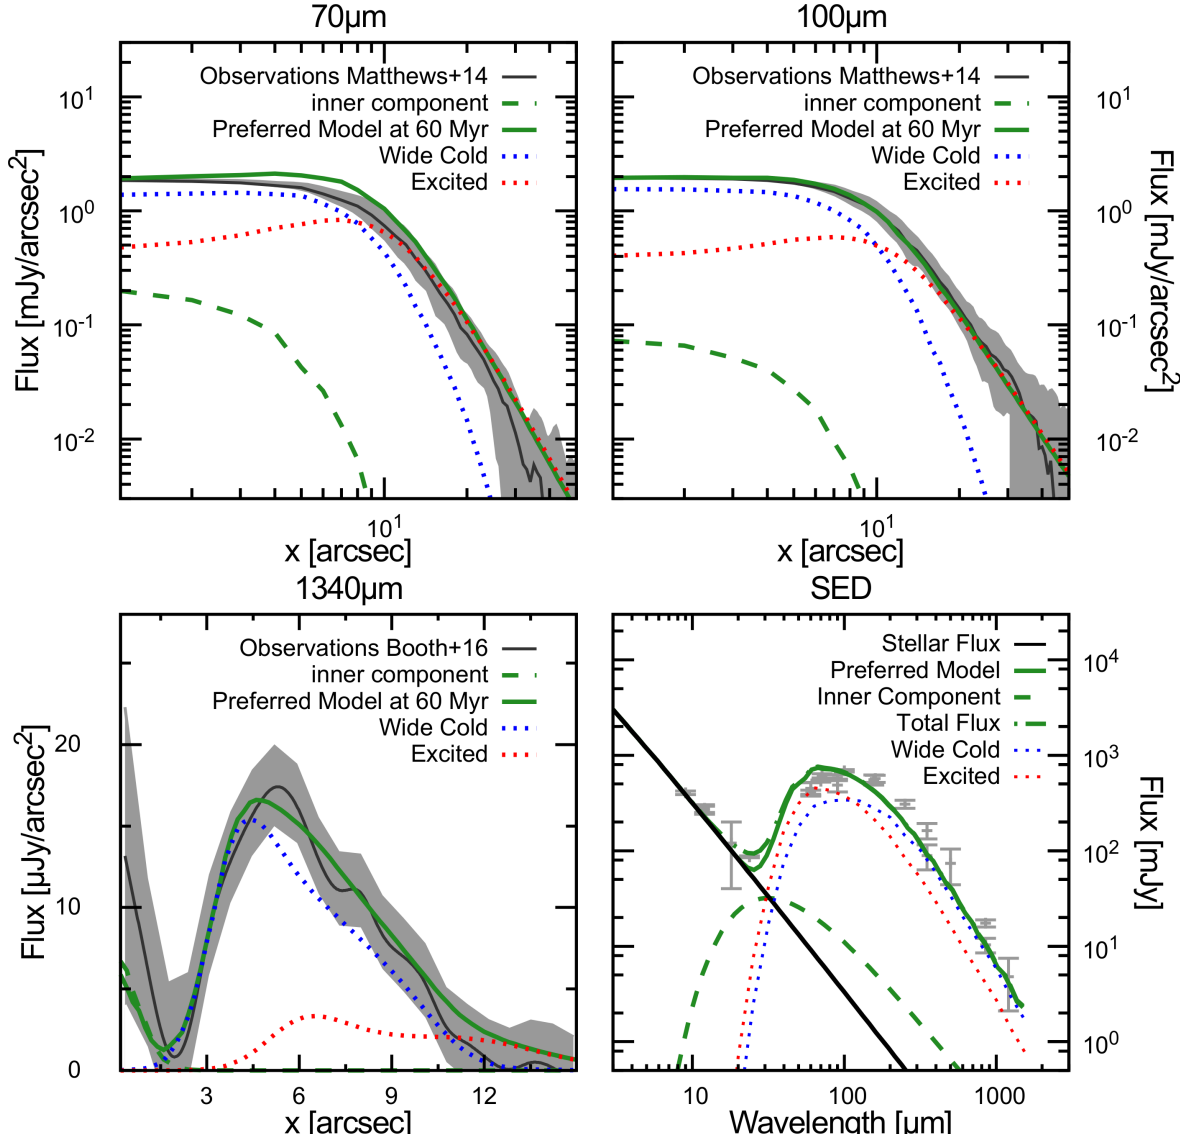 70µm
Observations Matthews+14
inner component
Preferred Model at 60 Myr
Wide Cold
Excited
10^1
10^0
10^-1
10^-2
Flux [mJy/arcsec^2]
10^1
x [arcsec]
100µm
Observations Matthews+14
inner component
Preferred Model at 60 Myr
Wide Cold
Excited
10^1
10^0
10^-1
10^-2
Flux [mJy/arcsec^2]
10^1
x [arcsec]
1340µm
Observations Booth+16
inner component
Preferred Model at 60 Myr
Wide Cold
Excited
20
10
0
Flux [µJy/arcsec^2]
3 6 9 12
x [arcsec]
SED
Stellar Flux
Preferred Model
Inner Component
Total Flux
Wide Cold
Excited
10^4
10^3
10^2
10^1
10^0
Flux [mJy]
10 100 1000
Wavelength [µm]